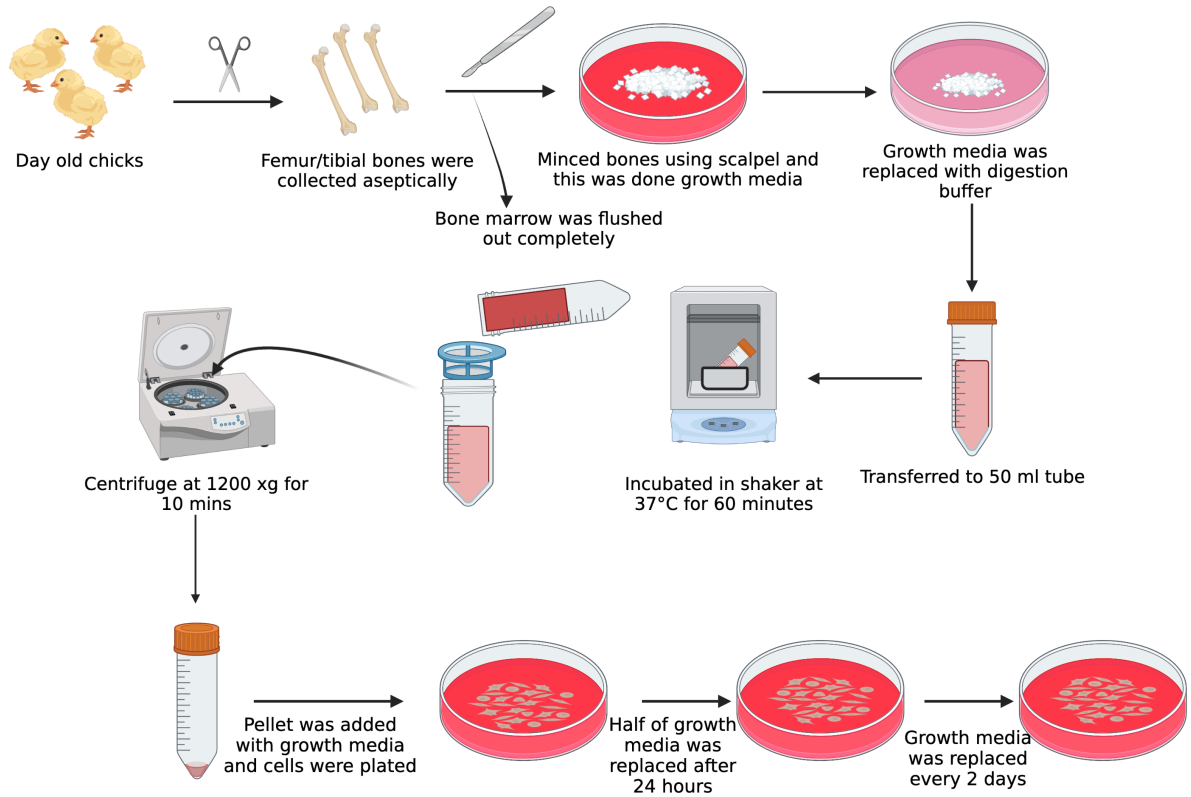 Day old chicks
Femur/tibial bones were
collected aseptically
Bone marrow was flushed
out completely
Minced bones using scalpel and
this was done growth media
Growth media was
replaced with digestion
buffer
Transferred to 50 ml tube
Incubated in shaker at
37°C for 60 minutes
Centrifuge at 1200 xg for
10 mins
Pellet was added
with growth media
and cells were plated
Half of growth
media was
replaced after
24 hours
Growth media
was replaced
every 2 days